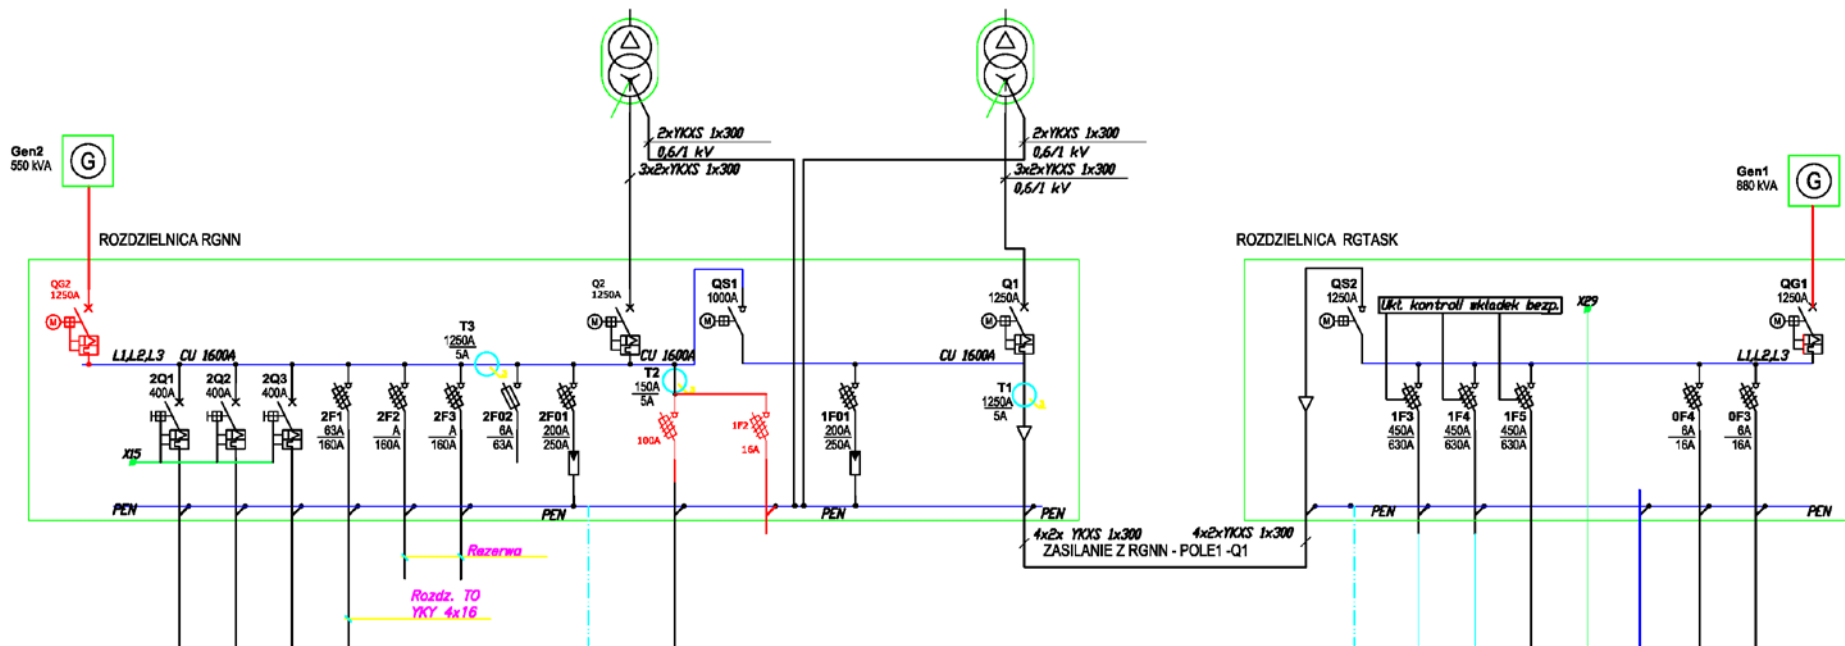 2xYKXS 1x300
0,6/1 kV
3x2xYKXS 1x300
2xYKXS 1x300
0,6/1 kV
3x2xYKXS 1x300
0,6/1 kV
Gen2
550 kVA
G
Gen1
880 kVA
G
ROZDZIELNICA RGNN
ROZDZIELNICA RGTASK
QG2
1250A
M
Q2
1250A
M
QS1
1000A
M
Q1
1250A
M
QS2
1250A
M
Ukł. kontroli wkładek bezp.
X29
QG1
1250A
M
L1,L2,L3
CU 1600A
T3
1250A
5A
CU 1600A
T2
150A
5A
CU 1600A
T1
1250A
5A
L1,L2,L3
2Q1
400A
2Q2
400A
2Q3
400A
2F1
63A
160A
2F2
A
160A
2F3
A
160A
2F02
6A
63A
2F01
200A
250A
100A
1F2
16A
1F01
200A
250A
1F3
450A
630A
1F4
450A
630A
1F5
450A
630A
0F4
6A
16A
0F3
6A
16A
X15
PEN
PEN
PEN
PEN
PEN
PEN
4x2x YKXS 1x300
4x2xYKXS 1x300
ZASILANIE Z RGNN - POLE1 -Q1
Rezerwa
Rozdz. TO
YKY 4x16